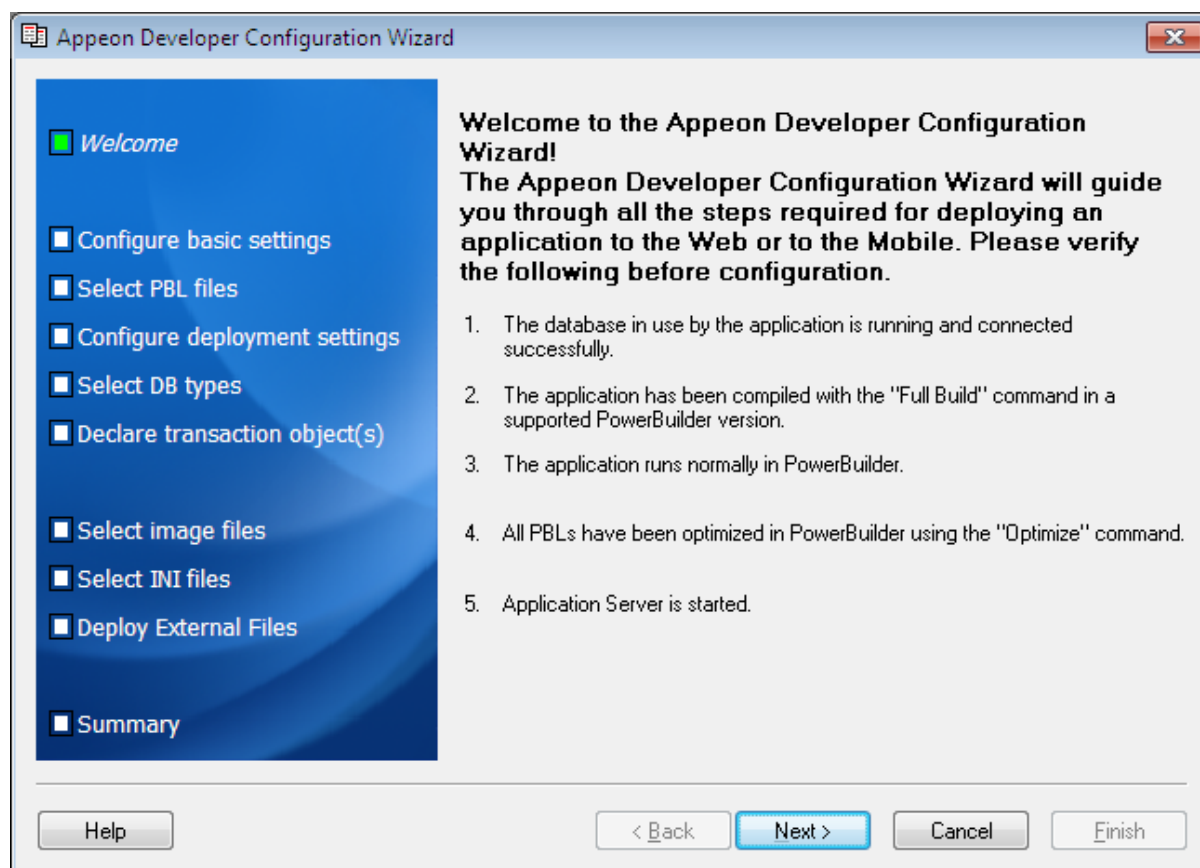 Appeon Developer Configuration Wizard
Welcome
Configure basic settings
Select PBL files
Configure deployment settings
Select DB types
Declare transaction object(s)
Select image files
Select INI files
Deploy External Files
Summary
Welcome to the Appeon Developer Configuration
Wizard!
The Appeon Developer Configuration Wizard will guide
you through all the steps required for deploying an
application to the Web or to the Mobile. Please verify
the following before configuration.
1. The database in use by the application is running and connected
successfully.
2. The application has been compiled with the "Full Build" command in a
supported PowerBuilder version.
3. The application runs normally in PowerBuilder.
4. All PBLs have been optimized in PowerBuilder using the "Optimize" command.
5. Application Server is started.
Help
< Back
Next >
Cancel
Finish